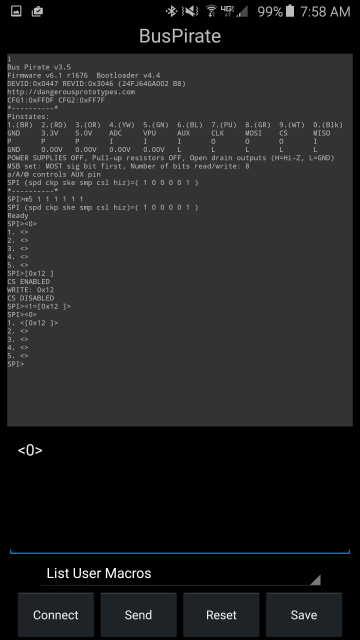 99% 7:58 AM
BusPirate
i
Bus Pirate v3.5
Firmware v6.1 r1676 Bootloader v4.4
DEVID:0x0447 REVID:0x3046 (24FJ64GA002 B8)
http://dangerousprototypes.com
CFG1:0xFFDF CFG2:0xFF7F
*----------*
Pinstates:
1.(BR) 2.(RD) 3.(OR) 4.(YW) 5.(GN) 6.(BL) 7.(PU) 8.(GR) 9.(WT) 0.(Blk)
GND 3.3V 5.0V ADC VPU AUX CLK MOSI CS MISO
P P P I I I O O O I
GND 0.00V 0.00V 0.00V 0.00V L L L L L
POWER SUPPLIES OFF, Pull-up resistors OFF, Open drain outputs (H=Hi-Z, L=GND)
MSB set: MOST sig bit first, Number of bits read/write: 8
a/A/@ controls AUX pin
SPI (spd ckp ske smp csl hiz)=( 1 0 0 0 0 1 )
*----------*
SPI>m5 1 1 1 1 1 1
SPI (spd ckp ske smp csl hiz)=( 1 0 0 0 0 1 )
Ready
SPI><0>
1. <>
2. <>
3. <>
4. <>
5. <>
SPI>[0x12 ]
CS ENABLED
WRITE: 0x12
CS DISABLED
SPI><1=[0x12 ]>
SPI><0>
1. <[0x12 ]>
2. <>
3. <>
4. <>
5. <>
SPI>
<0>
List User Macros
Connect Send Reset Save